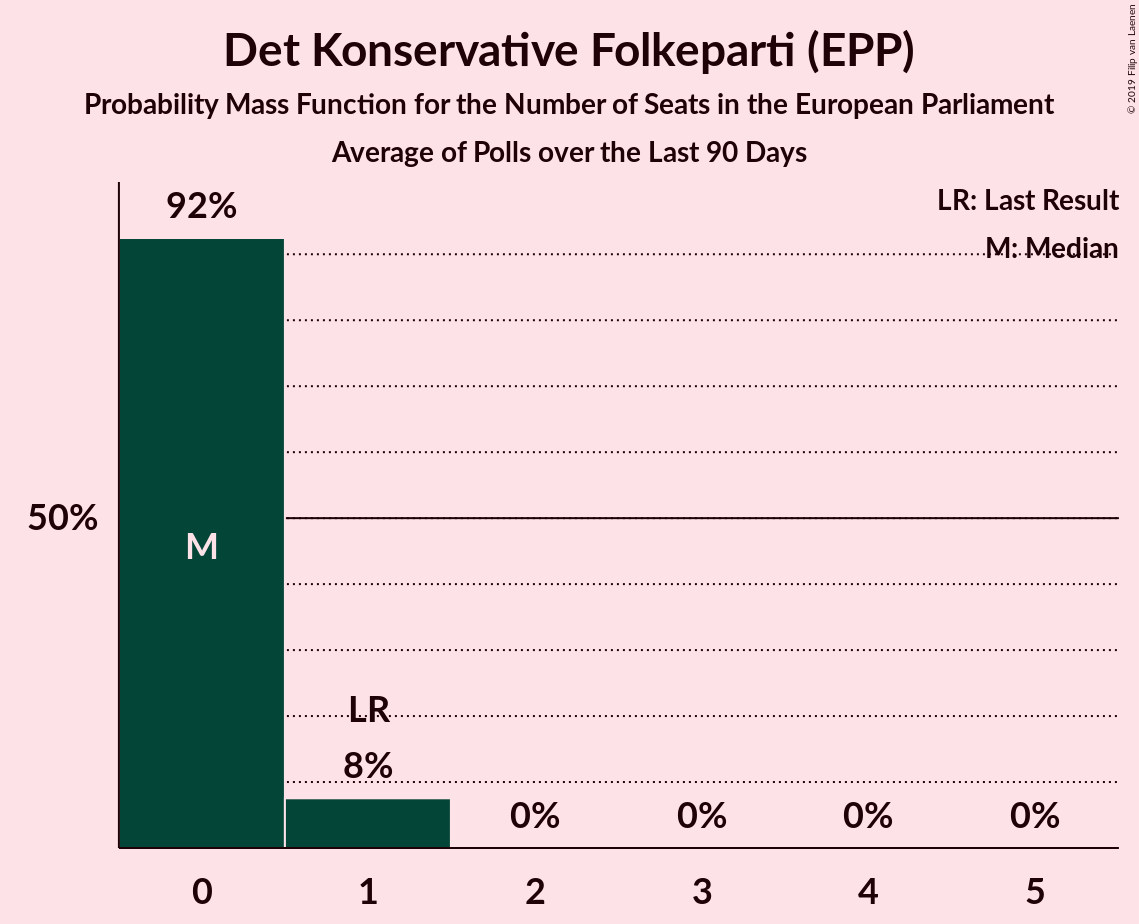 Det Konservative Folkeparti (EPP)
Probability Mass Function for the Number of Seats in the European Parliament
Average of Polls over the Last 90 Days
© 2019 Filip van Laenen
LR: Last Result
M: Median
92%
50%
M
LR
8%
0%
0%
0%
0%
0
1
2
3
4
5